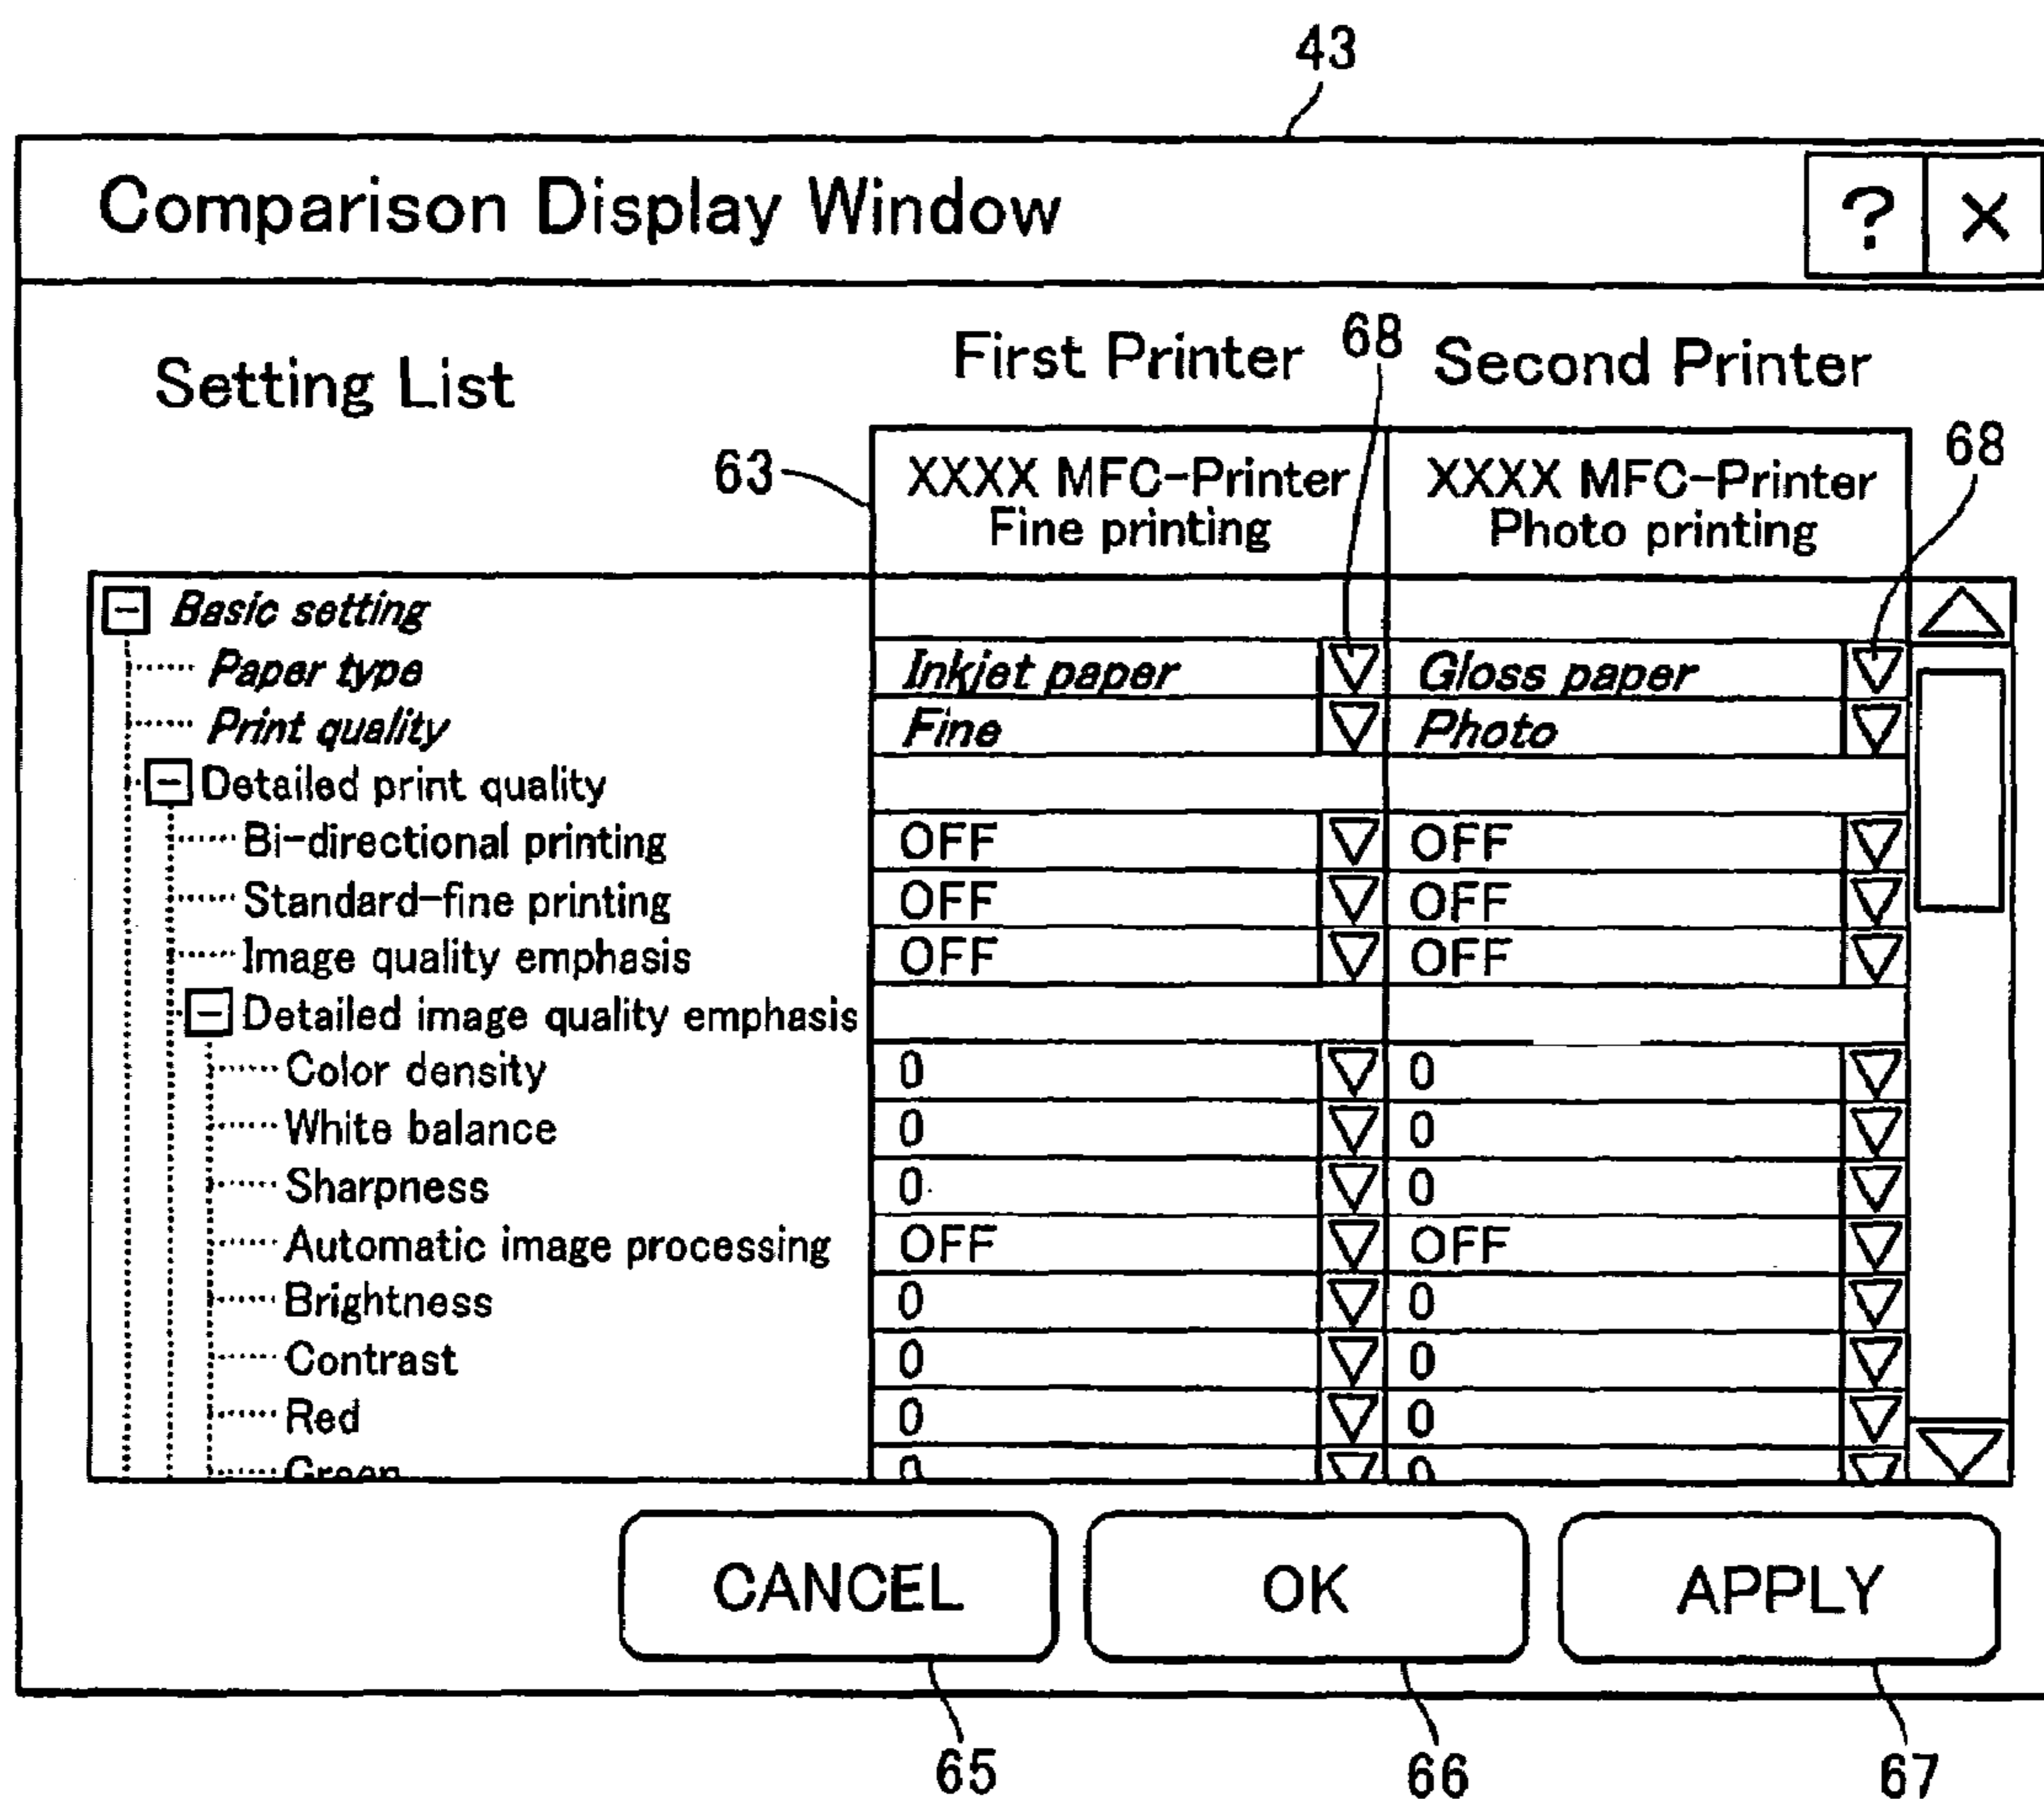 43
Comparison Display Window ? X
First Printer 68 Second Printer
Setting List
68
63 XXXX MFC-Printer XXXX MFC-Printer
Fine printing Photo printing
Basic setting
Paper type Inkjet paper Gloss paper
Print quality Fine Photo
Detailed print quality
Bi-directional printing OFF OFF
Standard-fine printing OFF OFF
Image quality emphasis OFF OFF
Detailed image quality emphasis
Color density 0 0
White balance 0 0
Sharpness 0 0
Automatic image processing OFF OFF
Brightness 0 0
Contrast 0 0
Red 0 0
Green 0 0
CANCEL OK APPLY
65 66 67